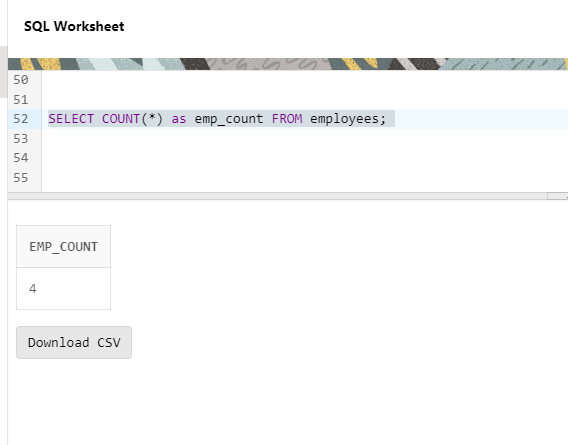 SQL Worksheet
50
51
52 SELECT COUNT(*) as emp_count FROM employees;
53
54
55
EMP_COUNT
4
Download CSV